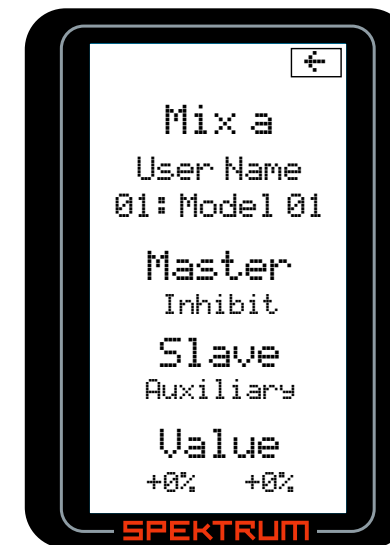 Mix a
User Name
01: Model 01
Master
Inhibit
Slave
Auxiliary
Value
+0% +0%
SPEKTRUM